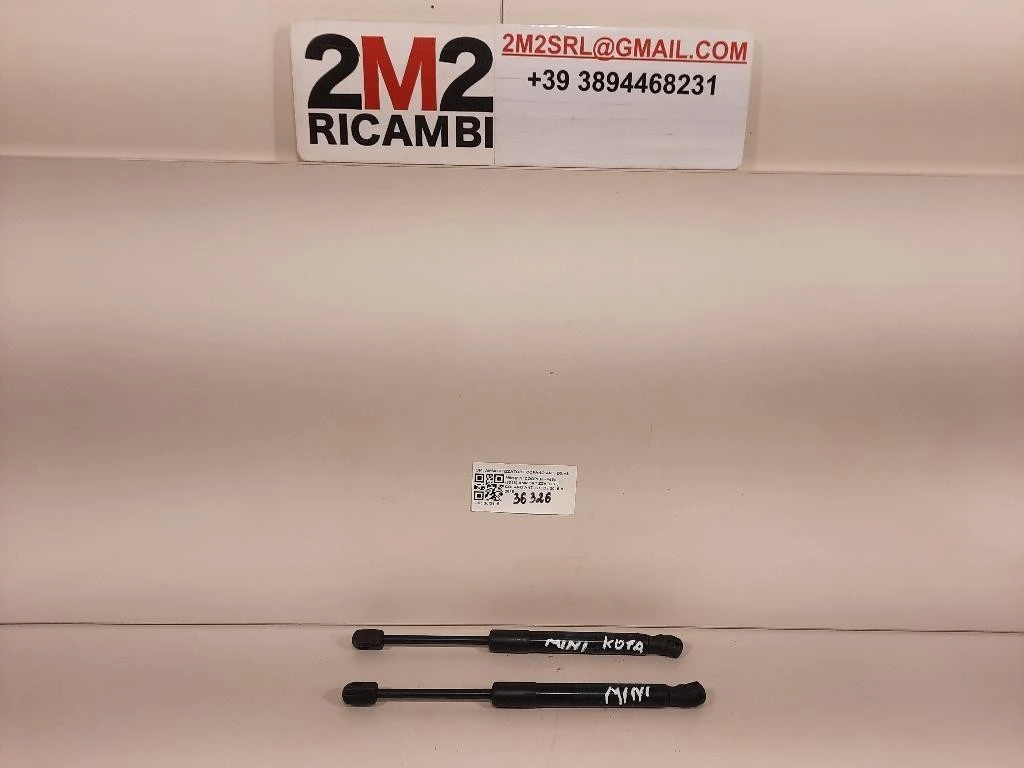 2M2
RICAMBI
2M2SRL@GMAIL.COM
+39 3894468231
36326
MINI KOTA
MINI